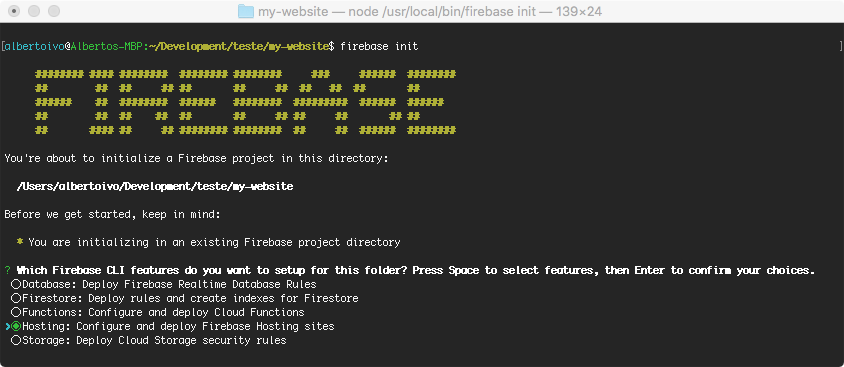 my-website — node /usr/local/bin/firebase init — 139×24
[albertoivo@Albertos-MBP:~/Development/teste/my-website$ firebase init ]
FIREBASE
You're about to initialize a Firebase project in this directory:
/Users/albertoivo/Development/teste/my-website
Before we get started, keep in mind:
* You are initializing in an existing Firebase project directory
? Which Firebase CLI features do you want to setup for this folder? Press Space to select features, then Enter to confirm your choices.
◯Database: Deploy Firebase Realtime Database Rules
◯Firestore: Deploy rules and create indexes for Firestore
◯Functions: Configure and deploy Cloud Functions
❯◉Hosting: Configure and deploy Firebase Hosting sites
◯Storage: Deploy Cloud Storage security rules